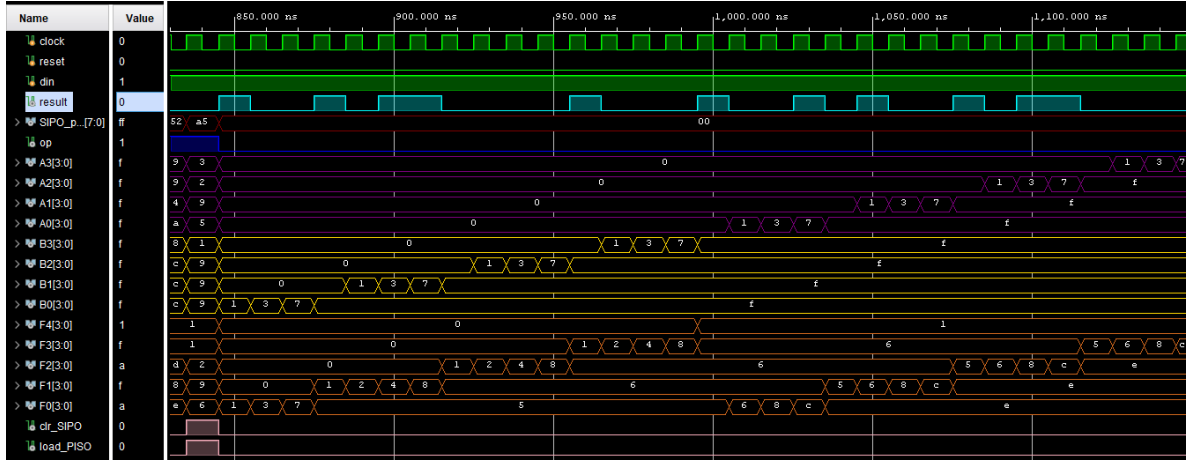 Name Value 850.000 ns 900.000 ns 950.000 ns 1,000.000 ns 1,050.000 ns 1,100.000 ns
clock 0
reset 0
din 1
result 0
SIPO_p...[7:0] ff 52 a5 00
op 1
A3[3:0] f 9 3 0 1 3 7
A2[3:0] f 9 2 0 1 3 7 f
A1[3:0] f 4 9 0 1 3 7 f
A0[3:0] f a 5 0 1 3 7 f
B3[3:0] f 8 1 0 1 3 7 f
B2[3:0] f c 9 0 1 3 7 f
B1[3:0] f c 9 0 1 3 7 f
B0[3:0] f c 9 1 3 7 f
F4[3:0] 1 1 0 1
F3[3:0] f 1 0 1 2 4 8 6 5 6 8 c
F2[3:0] a d 2 0 1 2 4 8 6 5 6 8 c e
F1[3:0] f 8 9 0 1 2 4 8 6 5 6 8 c e
F0[3:0] a e 6 1 3 7 5 6 8 c e
clr_SIPO 0
load_PISO 0